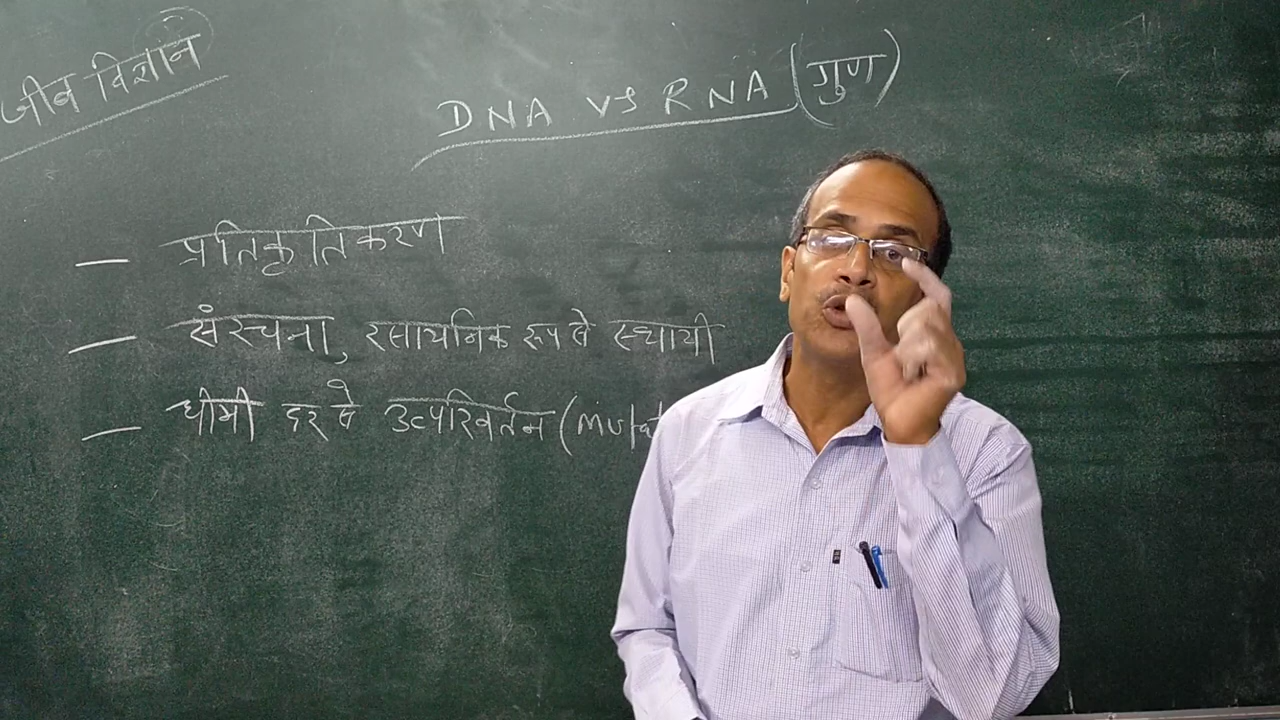 जीव विज्ञान
DNA vs RNA (गुण)
— प्रतिकृतिकरण
— संरचना, रसायनिक रूप से स्थायी
— धीमी दर से उत्परिवर्तन (mutat